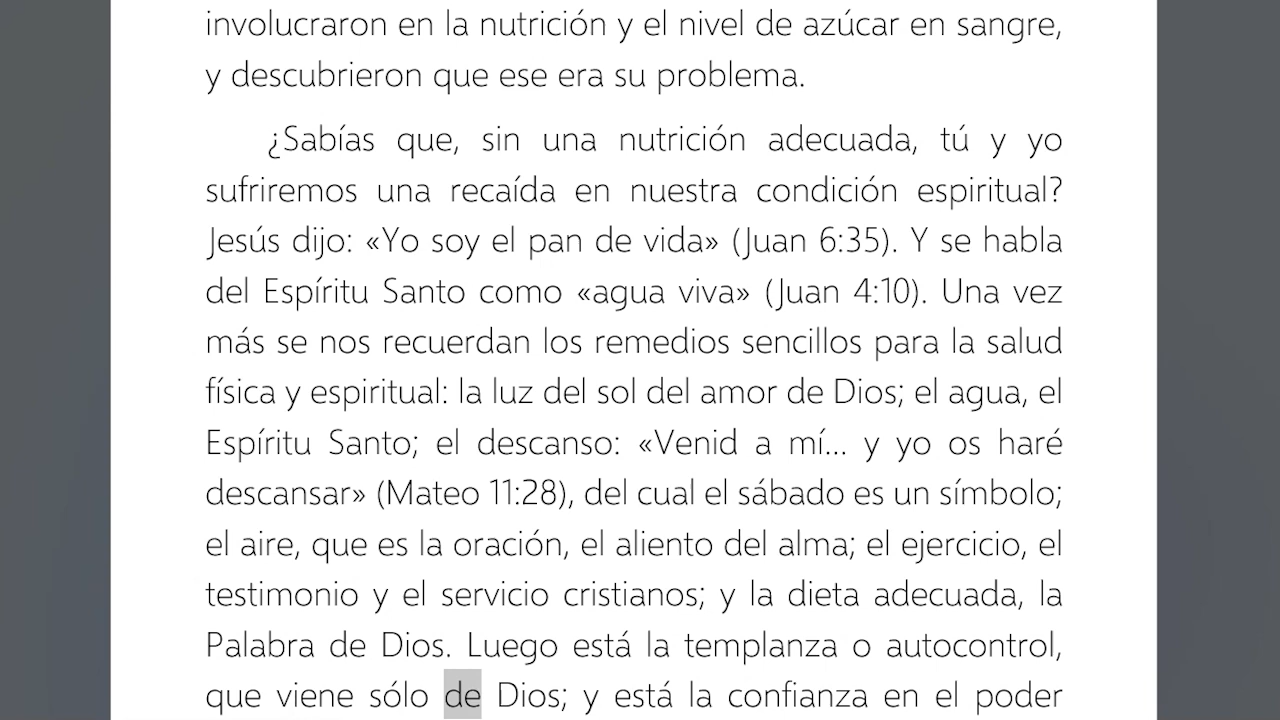 involucraron en la nutrición y el nivel de azúcar en sangre,
y descubrieron que ese era su problema.
¿Sabías que, sin una nutrición adecuada, tú y yo
sufriremos una recaída en nuestra condición espiritual?
Jesús dijo: «Yo soy el pan de vida» (Juan 6:35). Y se habla
del Espíritu Santo como «agua viva» (Juan 4:10). Una vez
más se nos recuerdan los remedios sencillos para la salud
física y espiritual: la luz del sol del amor de Dios; el agua, el
Espíritu Santo; el descanso: «Venid a mí... y yo os haré
descansar» (Mateo 11:28), del cual el sábado es un símbolo;
el aire, que es la oración, el aliento del alma; el ejercicio, el
testimonio y el servicio cristianos; y la dieta adecuada, la
Palabra de Dios. Luego está la templanza o autocontrol,
que viene sólo de Dios; y está la confianza en el poder